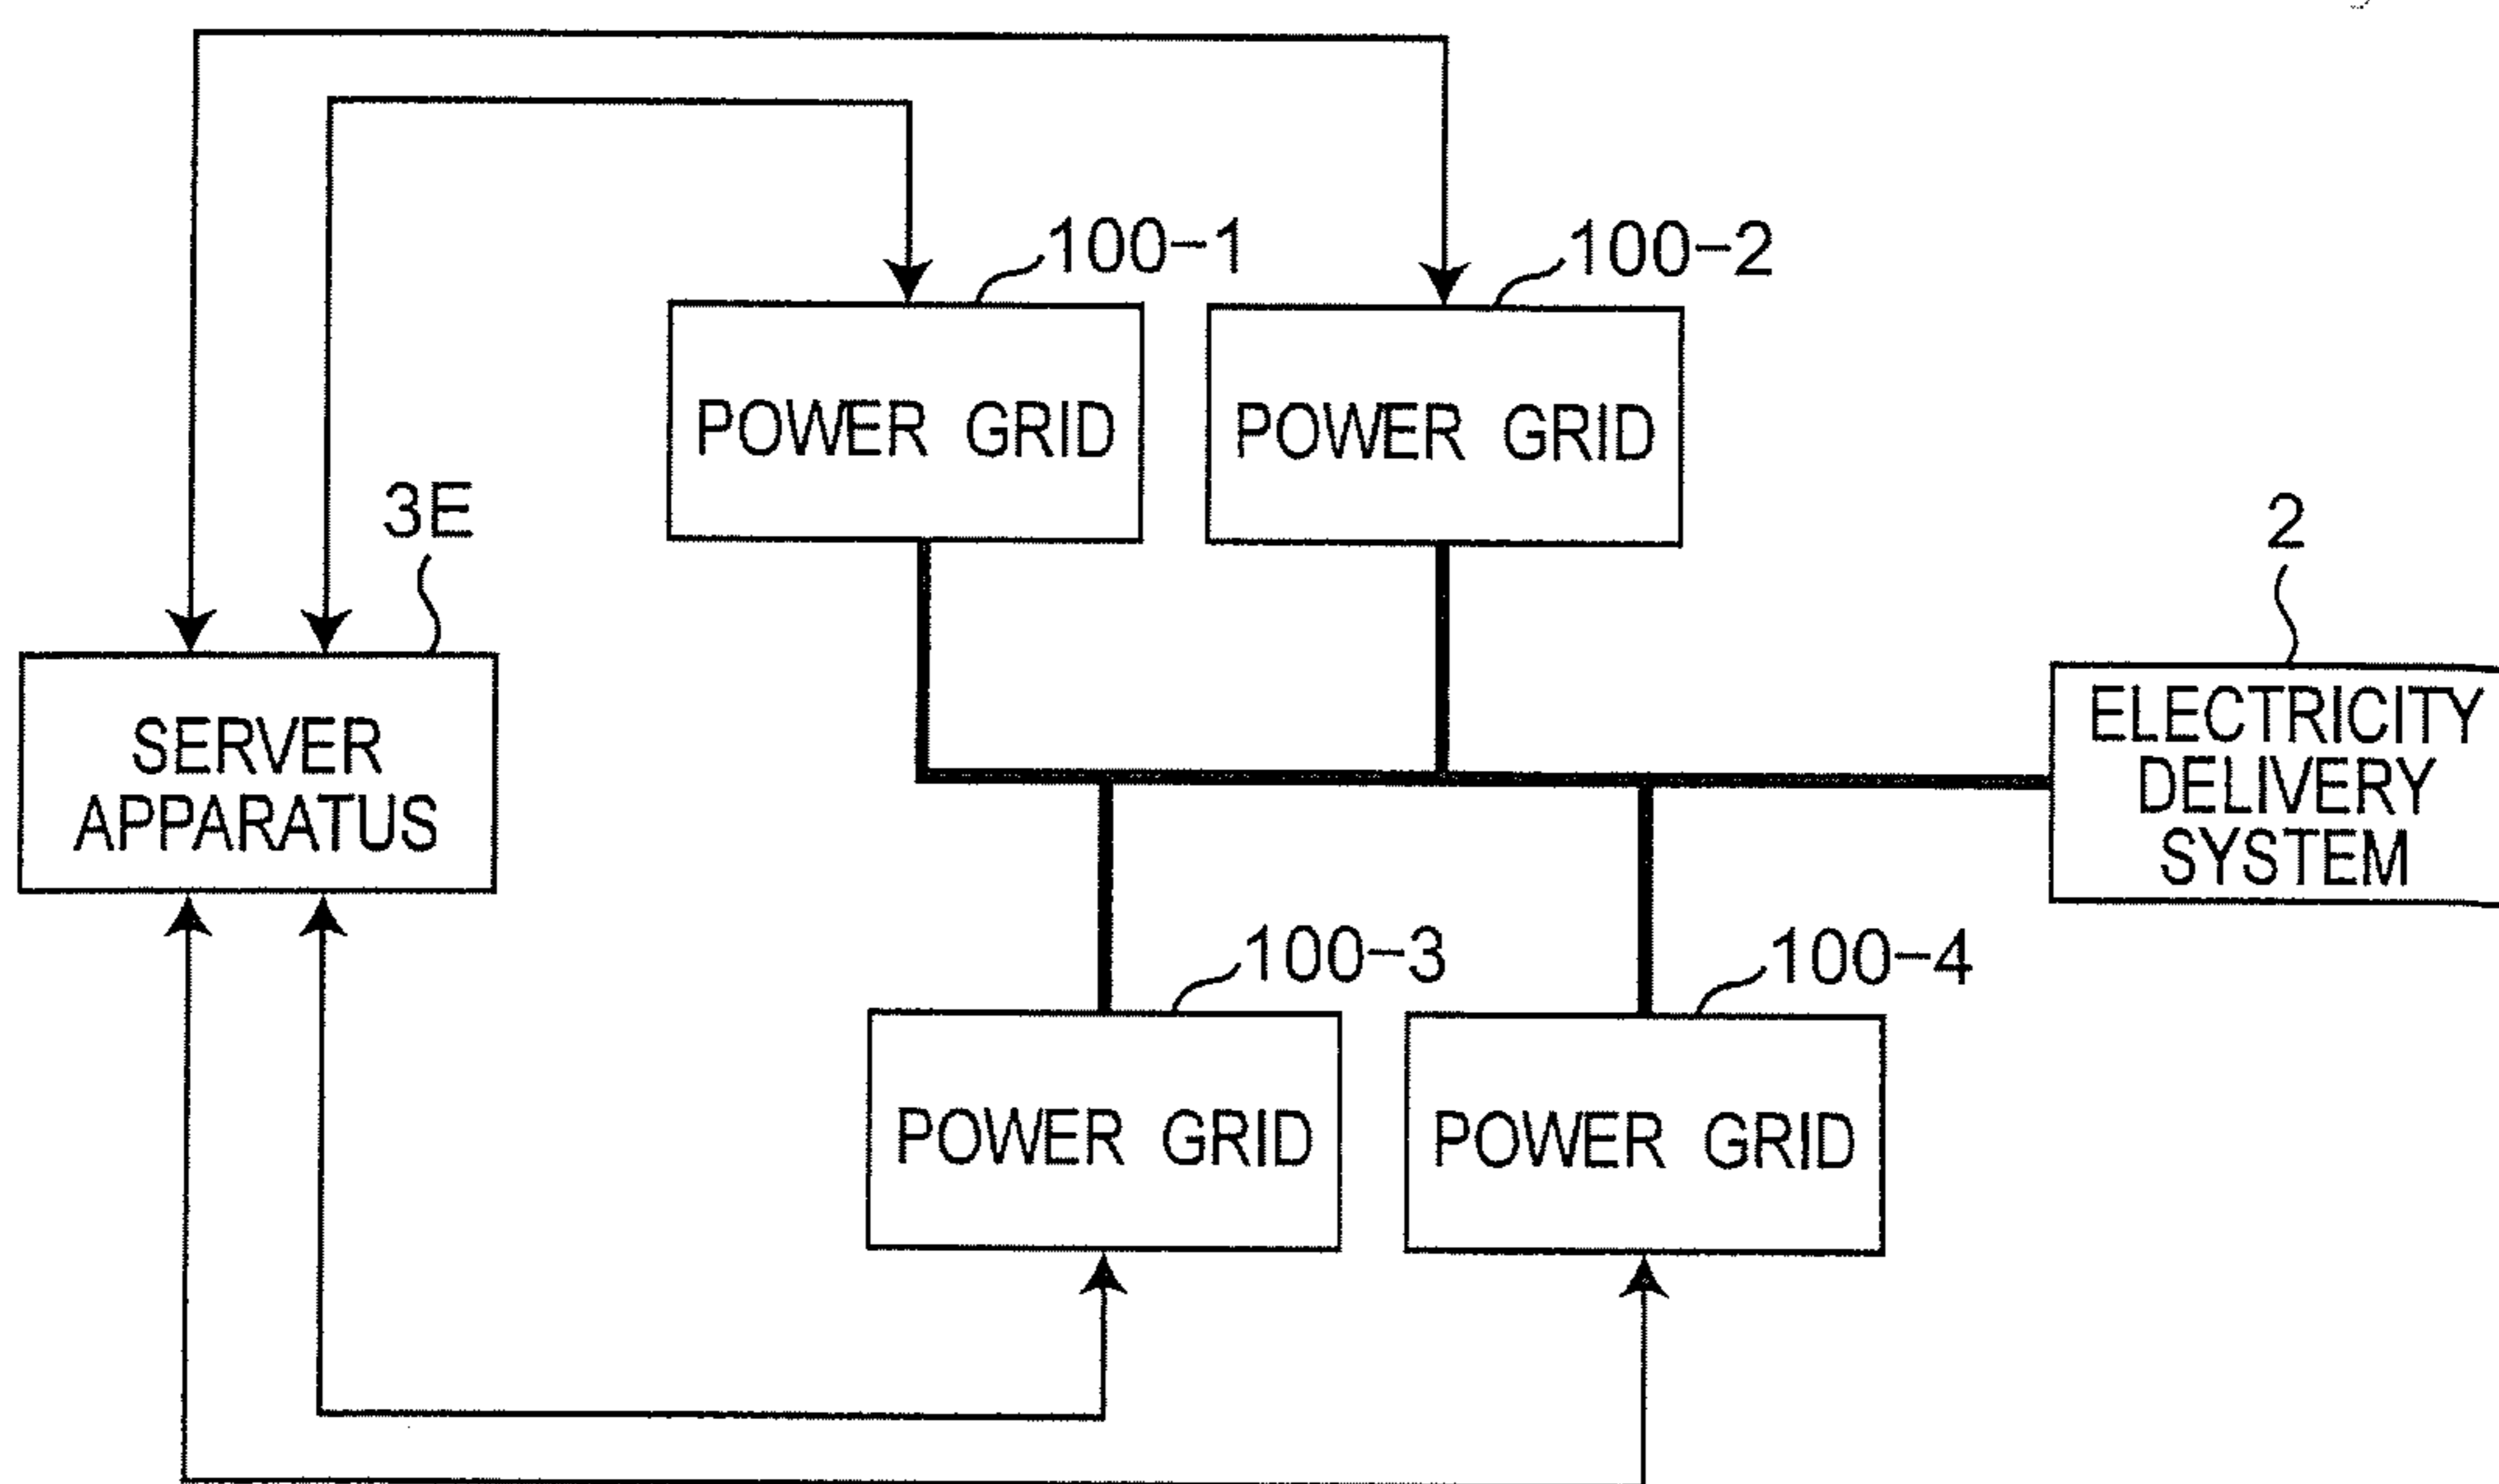 100-1
100-2
POWER GRID
POWER GRID
3E
2
SERVER
APPARATUS
ELECTRICITY
DELIVERY
SYSTEM
100-3
100-4
POWER GRID
POWER GRID